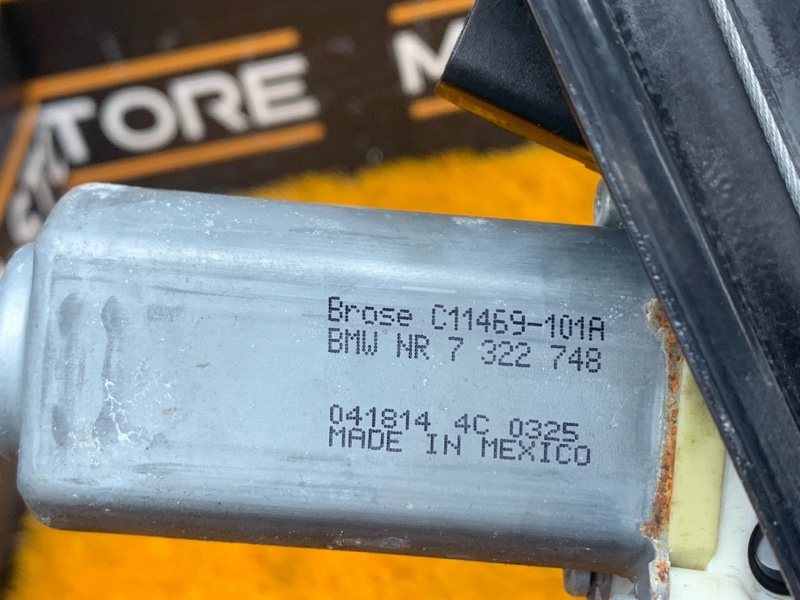 TORE
M
Brose C11469-101A
BMW NR 7 322 748
041814 4C 0325
MADE IN MEXICO